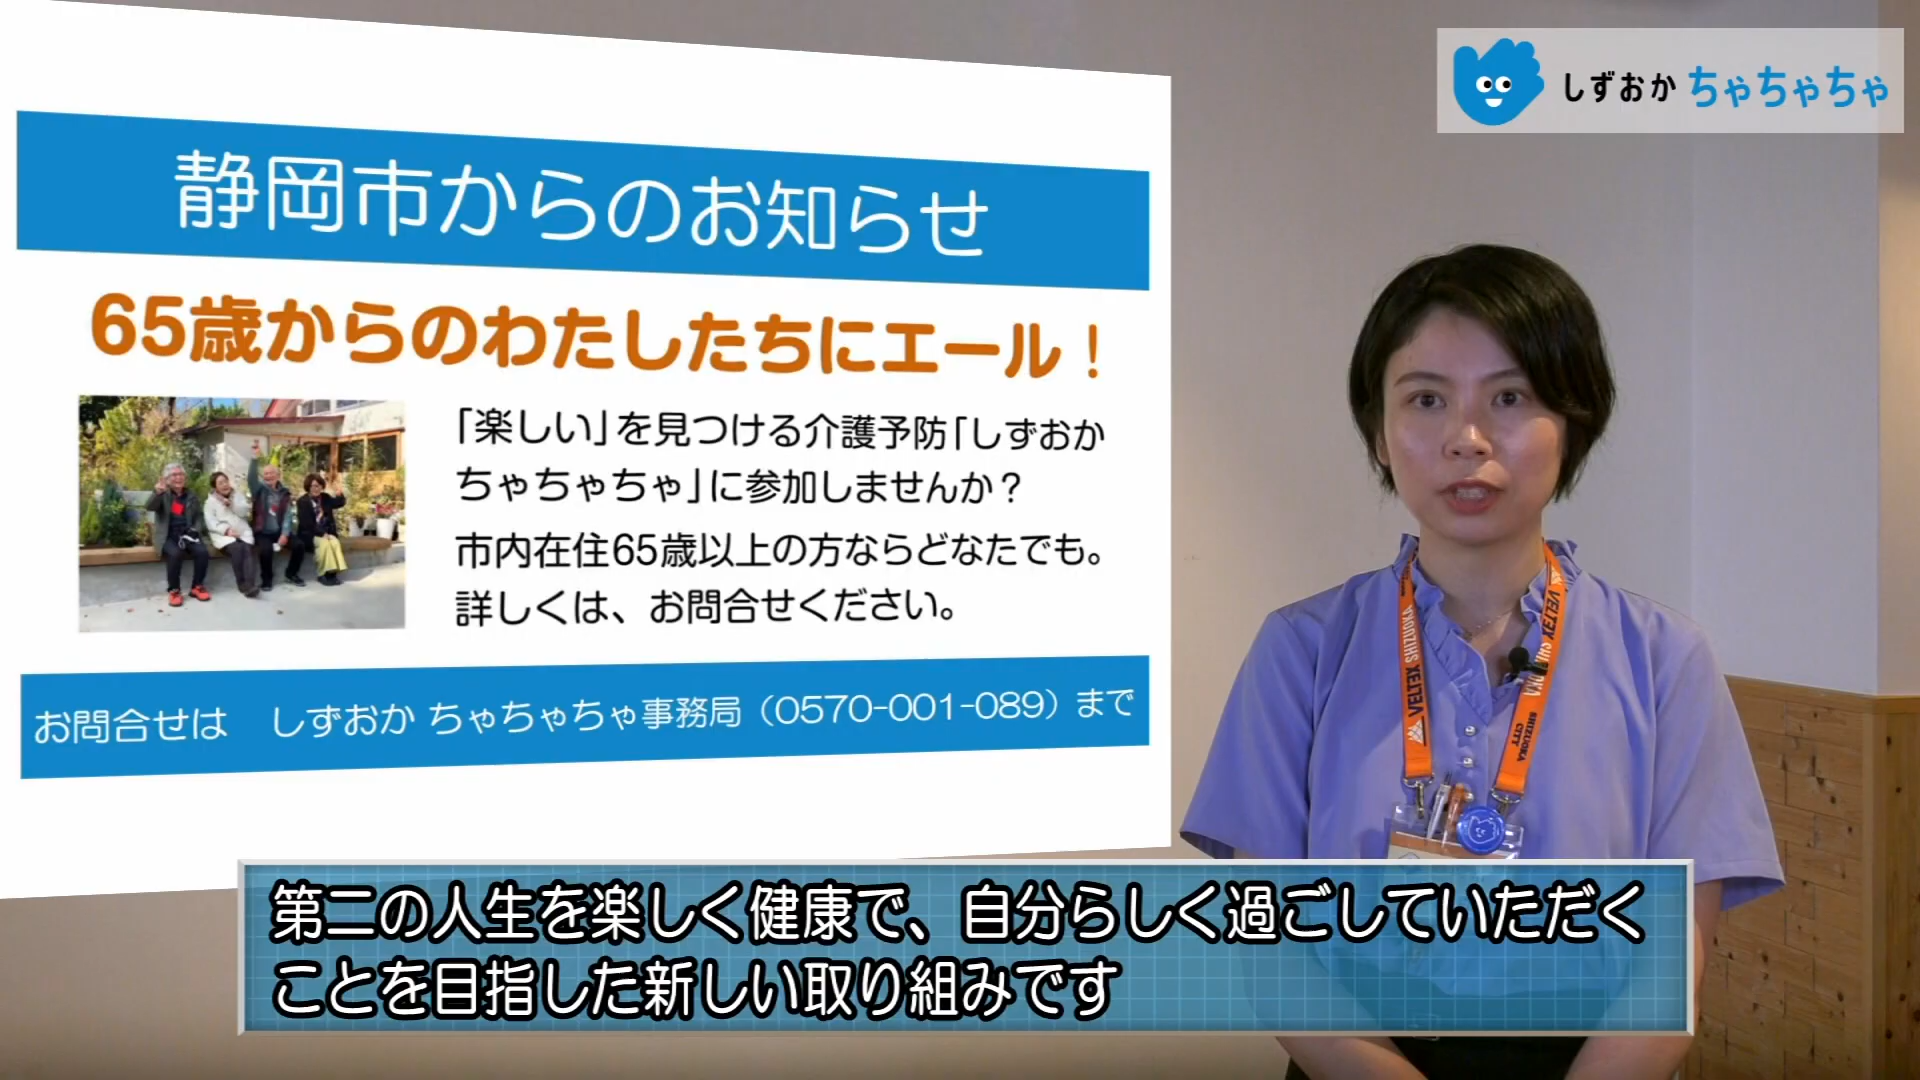 しずおか ちゃちゃちゃ
静岡市からのお知らせ
65歳からのわたしたちにエール！
「楽しい」を見つける介護予防「しずおか
ちゃちゃちゃ」に参加しませんか？
市内在住65歳以上の方ならどなたでも。
詳しくは、お問合せください。
お問合せは　しずおか ちゃちゃちゃ事務局（0570-001-089）まで
VELTEX SHIZUOKA
VELTEX SHIZUOKA
SHIZUOKA
CITY
第二の人生を楽しく健康で、自分らしく過ごしていただく
ことを目指した新しい取り組みです